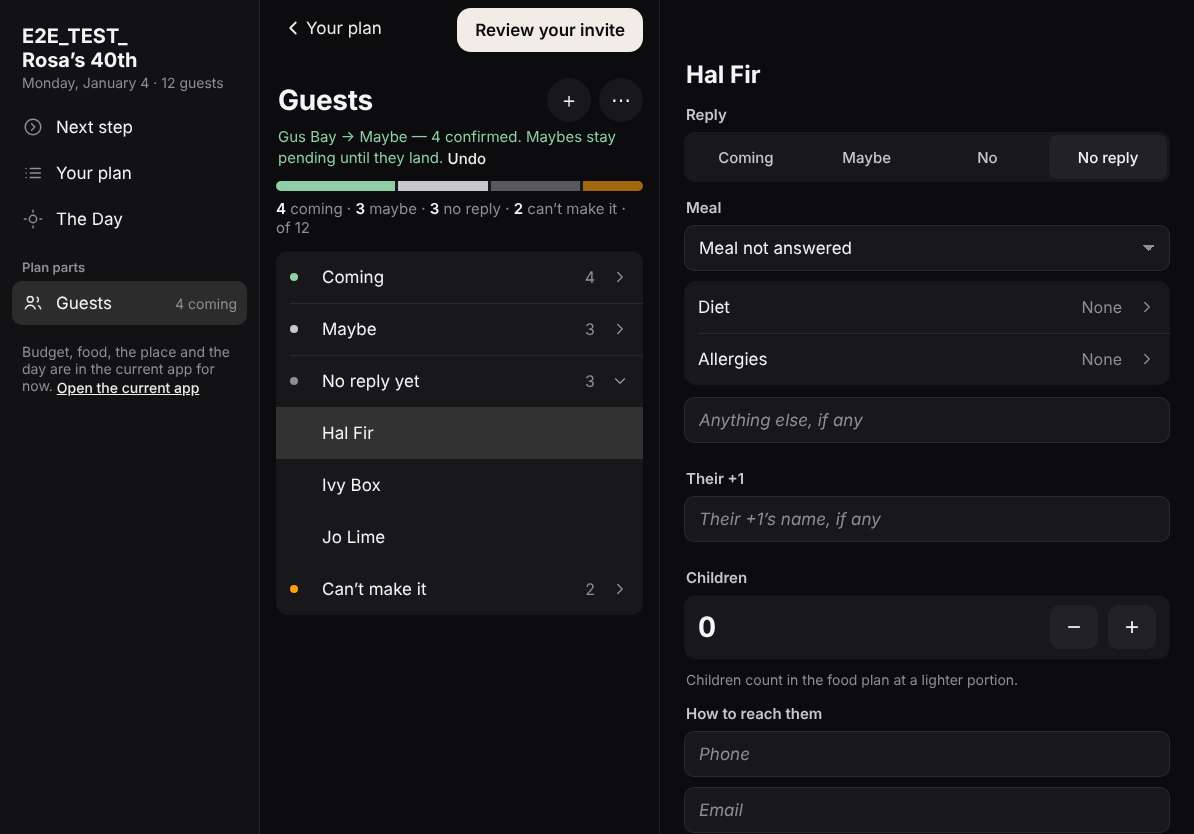 E2E_TEST_
Rosa’s 40th
Monday, January 4 · 12 guests
Next step
Your plan
The Day
Plan parts
Guests 4 coming
Budget, food, the place and the
day are in the current app for
now. Open the current app
Your plan
Review your invite
Guests
Gus Bay → Maybe — 4 confirmed. Maybes stay
pending until they land. Undo
4 coming · 3 maybe · 3 no reply · 2 can’t make it ·
of 12
Coming 4
Maybe 3
No reply yet 3
Hal Fir
Ivy Box
Jo Lime
Can’t make it 2
Hal Fir
Reply
Coming Maybe No No reply
Meal
Meal not answered
Diet None
Allergies None
Anything else, if any
Their +1
Their +1’s name, if any
Children
0 − +
Children count in the food plan at a lighter portion.
How to reach them
Phone
Email